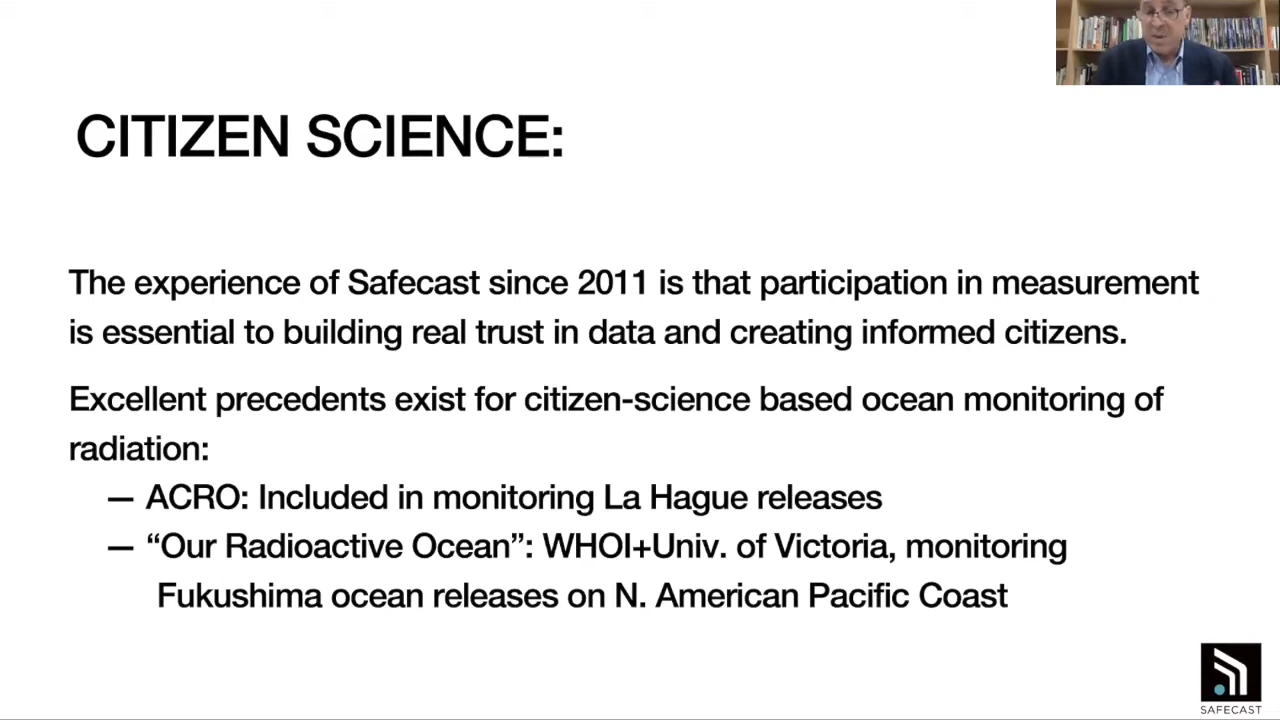 CITIZEN SCIENCE:
The experience of Safecast since 2011 is that participation in measurement
is essential to building real trust in data and creating informed citizens.
Excellent precedents exist for citizen-science based ocean monitoring of
radiation:
— ACRO: Included in monitoring La Hague releases
— “Our Radioactive Ocean”: WHOI+Univ. of Victoria, monitoring
Fukushima ocean releases on N. American Pacific Coast
SAFECAST